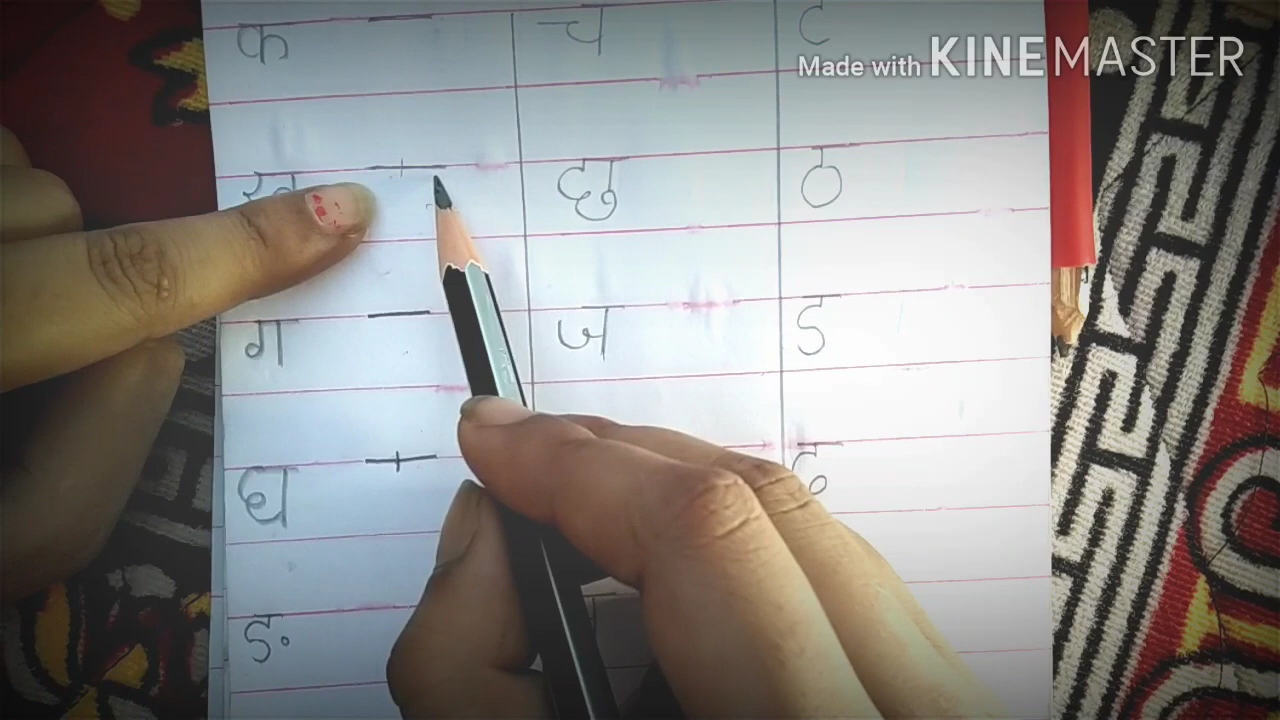 क च ट
Made with KINEMASTER
ख छ ठ
ग ज ड
घ ढ
ङ